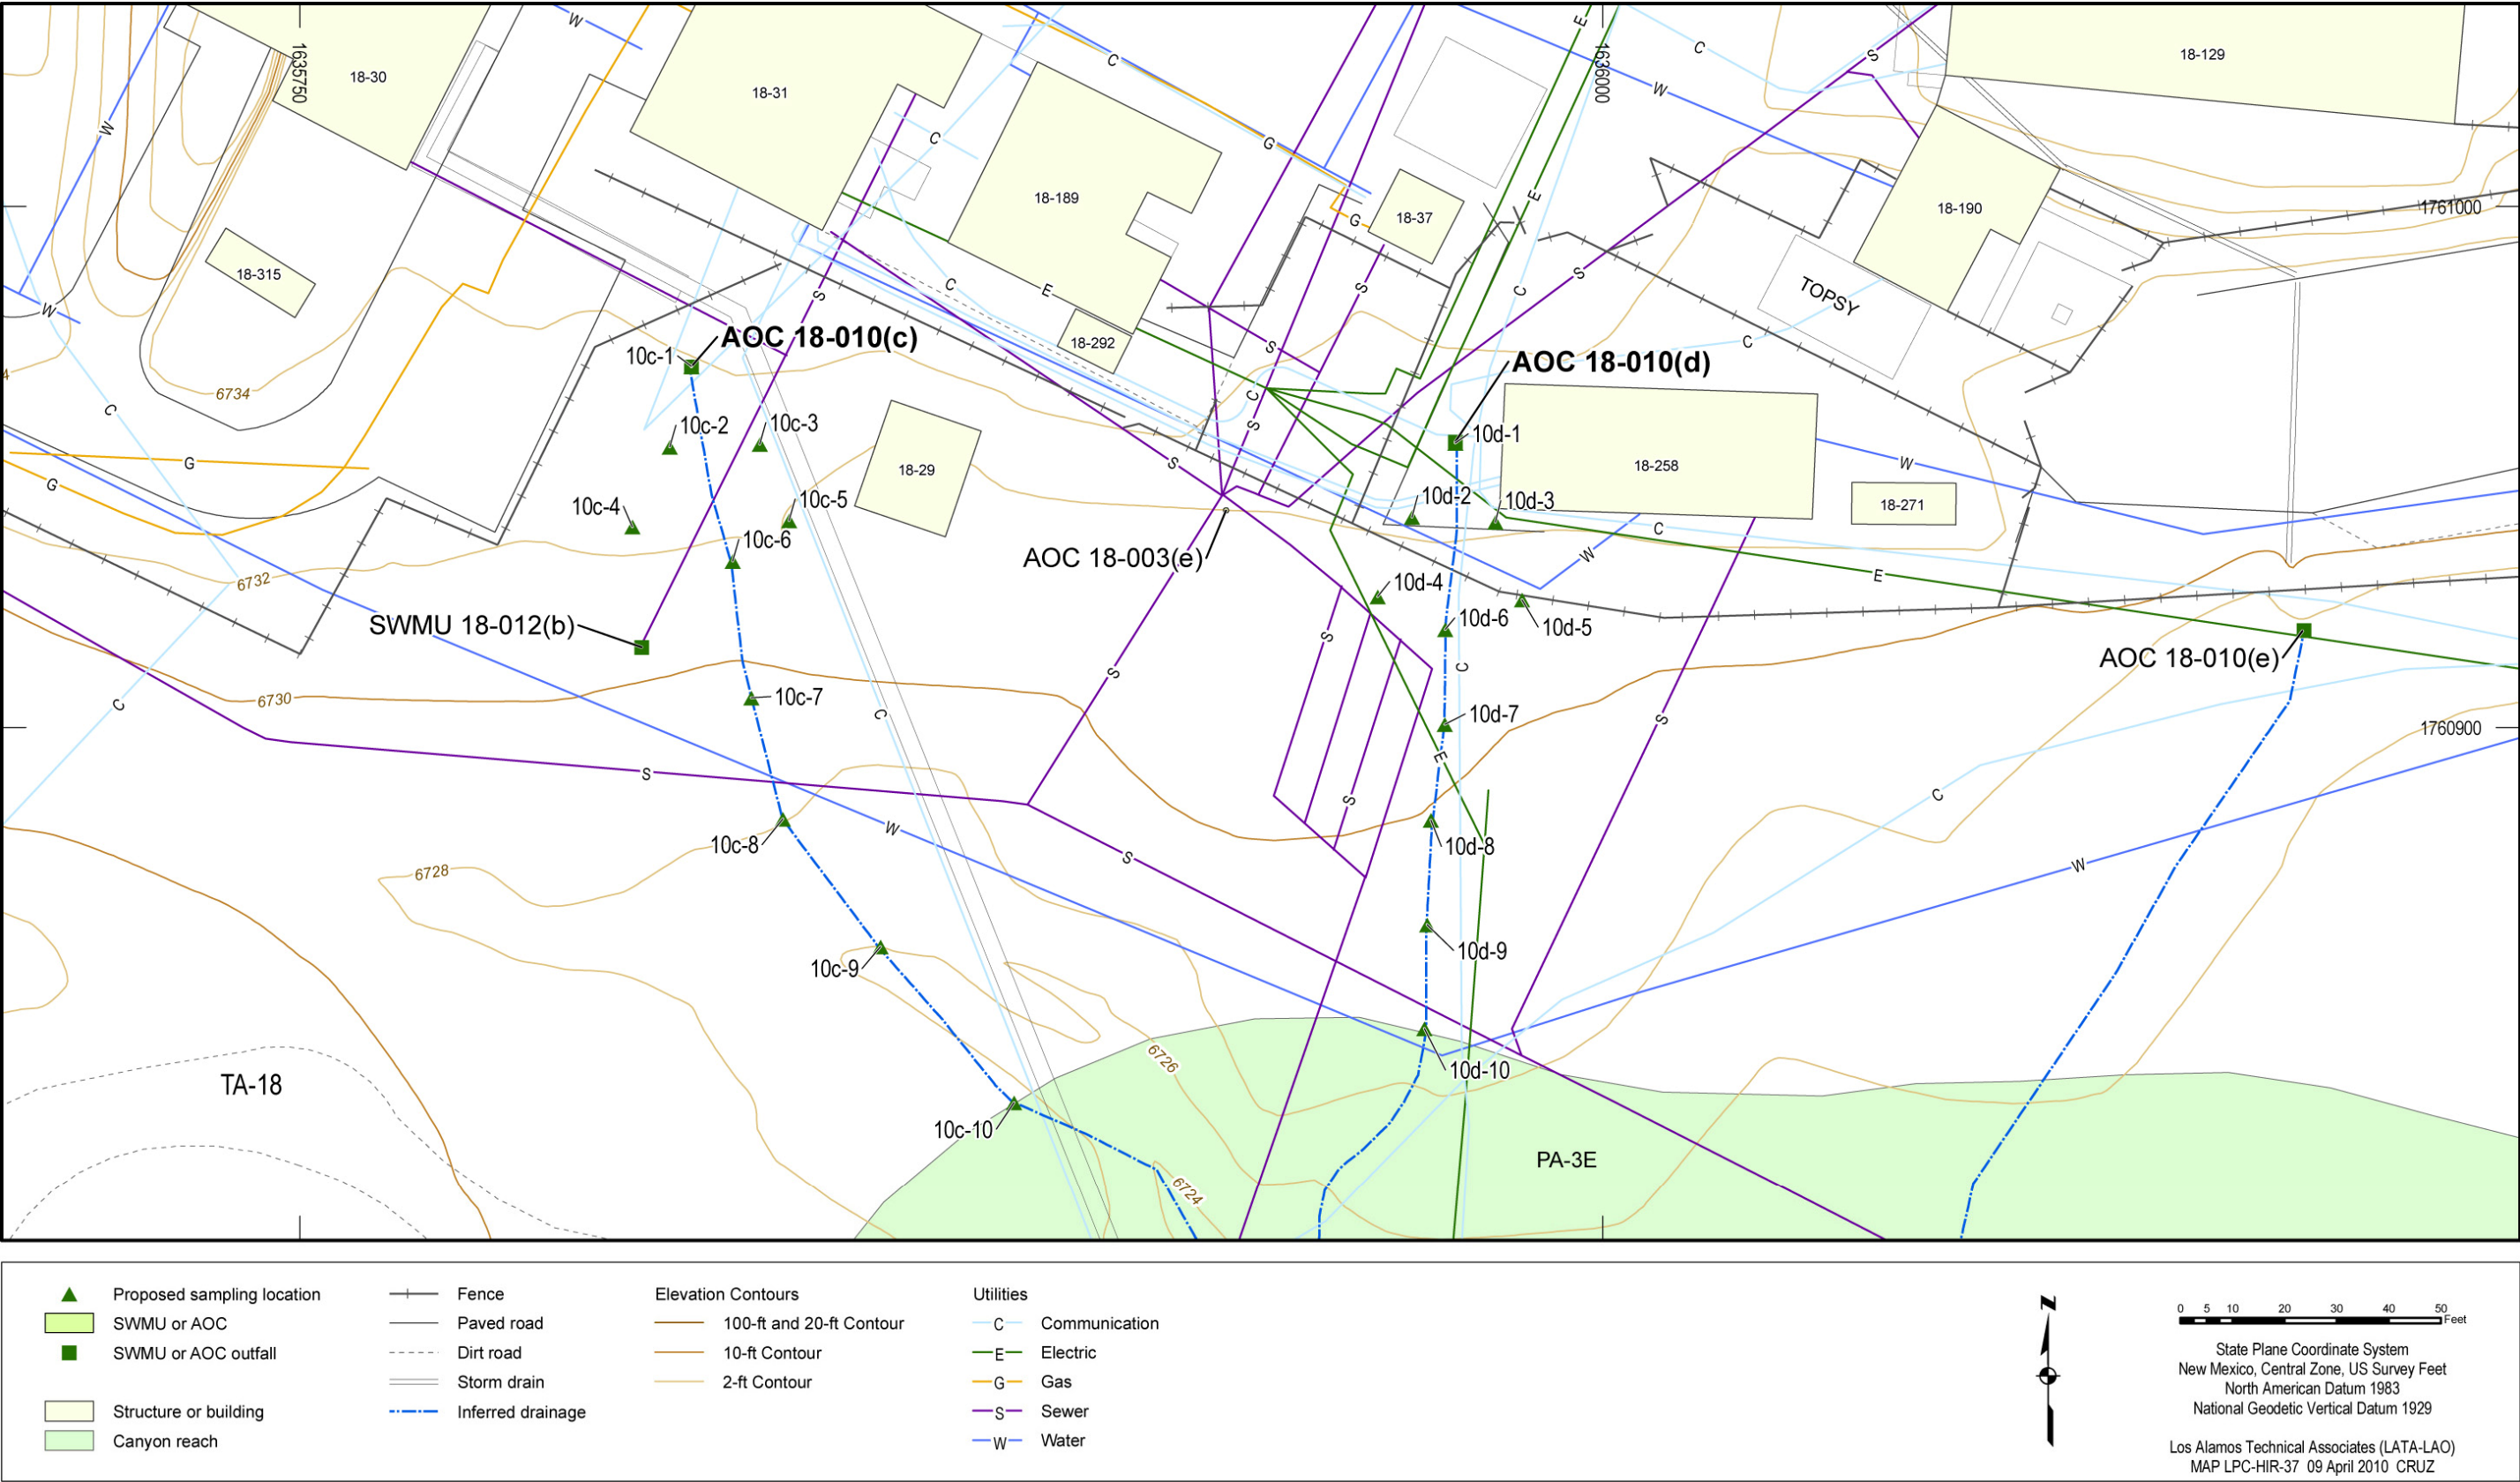 1635750
1636000
18-30
18-31
18-129
18-189
18-37
18-190
1761000
18-315
TOPSY
18-292
AOC 18-010(c)
10c-1
AOC 18-010(d)
6734
10c-2
10c-3
10d-1
18-29
18-258
18-271
10c-4
10c-5
10d-2
10d-3
10c-6
AOC 18-003(e)
6732
10d-4
SWMU 18-012(b)
10d-6
10d-5
AOC 18-010(e)
6730
10c-7
10d-7
1760900
10c-8
10d-8
6728
10c-9
10d-9
6726
10d-10
TA-18
10c-10
PA-3E
6724
W
W
W
C
C
G
G
C
C
C
C
E
S
S
W
G
G
C
E
E
C
S
S
C
W
S
C
S
C
S
S
W
W
C
E
S
S
C
C
S
E
S
W
S
S
C
W
Proposed sampling location
SWMU or AOC
SWMU or AOC outfall
Structure or building
Canyon reach
Fence
Paved road
Dirt road
Storm drain
Inferred drainage
Elevation Contours
100-ft and 20-ft Contour
10-ft Contour
2-ft Contour
Utilities
C Communication
E Electric
G Gas
S Sewer
W Water
N
0 5 10 20 30 40 50
Feet
State Plane Coordinate System
New Mexico, Central Zone, US Survey Feet
North American Datum 1983
National Geodetic Vertical Datum 1929
Los Alamos Technical Associates (LATA-LAO)
MAP LPC-HIR-37 09 April 2010 CRUZ